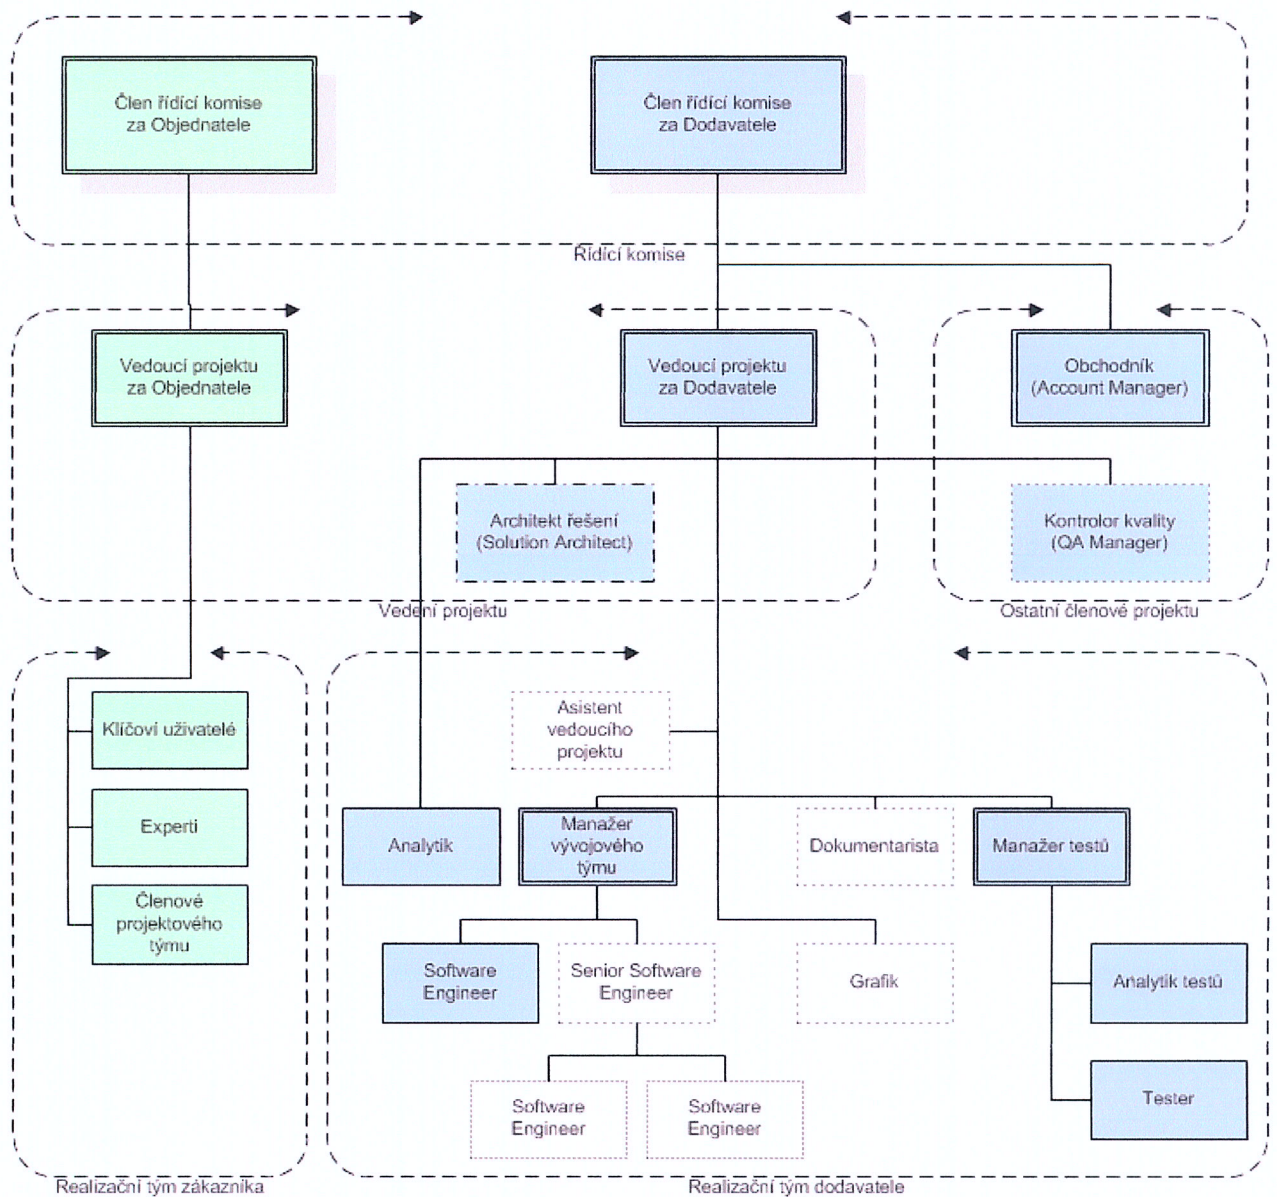 Člen řídící komise
za Objednatele
Člen řídící komise
za Dodavatele
Řídící komise
Vedoucí projektu
za Objednatele
Vedoucí projektu
za Dodavatele
Obchodník
(Account Manager)
Architekt řešení
(Solution Architect)
Kontrolor kvality
(QA Manager)
Vedení projektu
Ostatní členové projektu
Klíčoví uživatelé
Experti
Členové
projektového
týmu
Asistent
vedoucího
projektu
Analytik
Manažer
vývojového
týmu
Dokumentarista
Manažer testů
Software
Engineer
Senior Software
Engineer
Grafik
Analytik testů
Software
Engineer
Software
Engineer
Tester
Realizační tým zákazníka
Realizační tým dodavatele